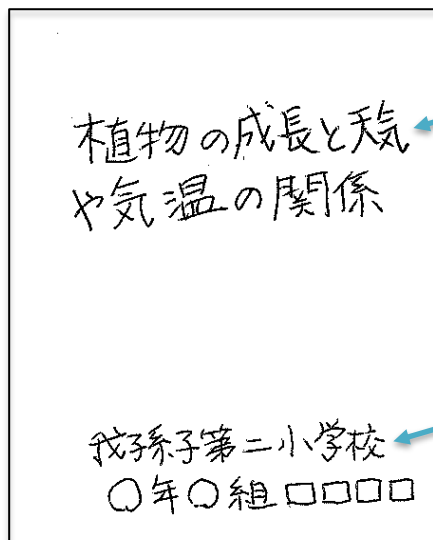 植物の成長と天気
や気温の関係
我孫子第二小学校
○年○組□□□□